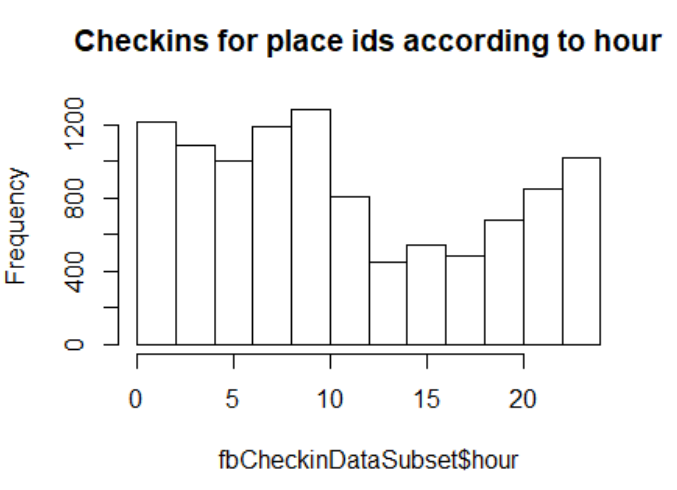 Checkins for place ids according to hour
Frequency
1200
800
400
0
0 5 10 15 20
fbCheckinDataSubset$hour